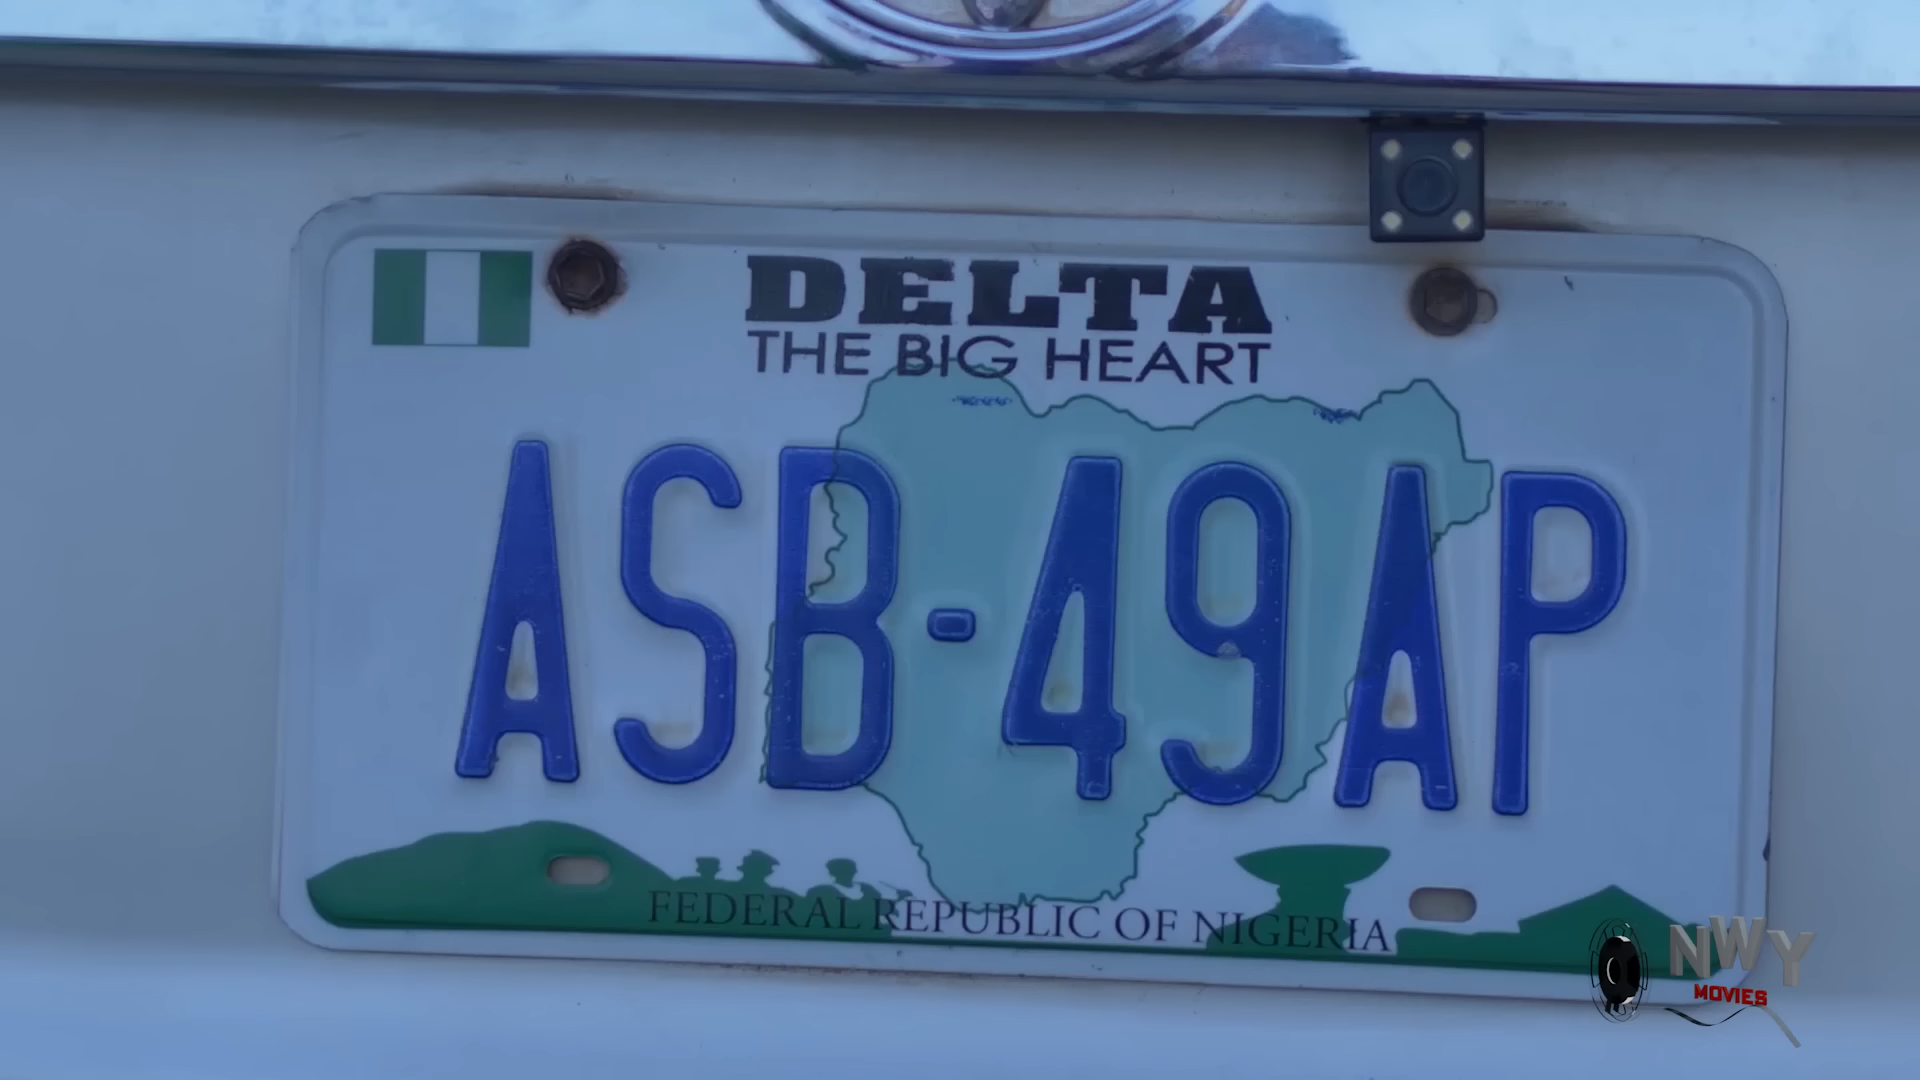 DELTA
THE BIG HEART
ASB-49AP
FEDERAL REPUBLIC OF NIGERIA
NWY
MOVIES